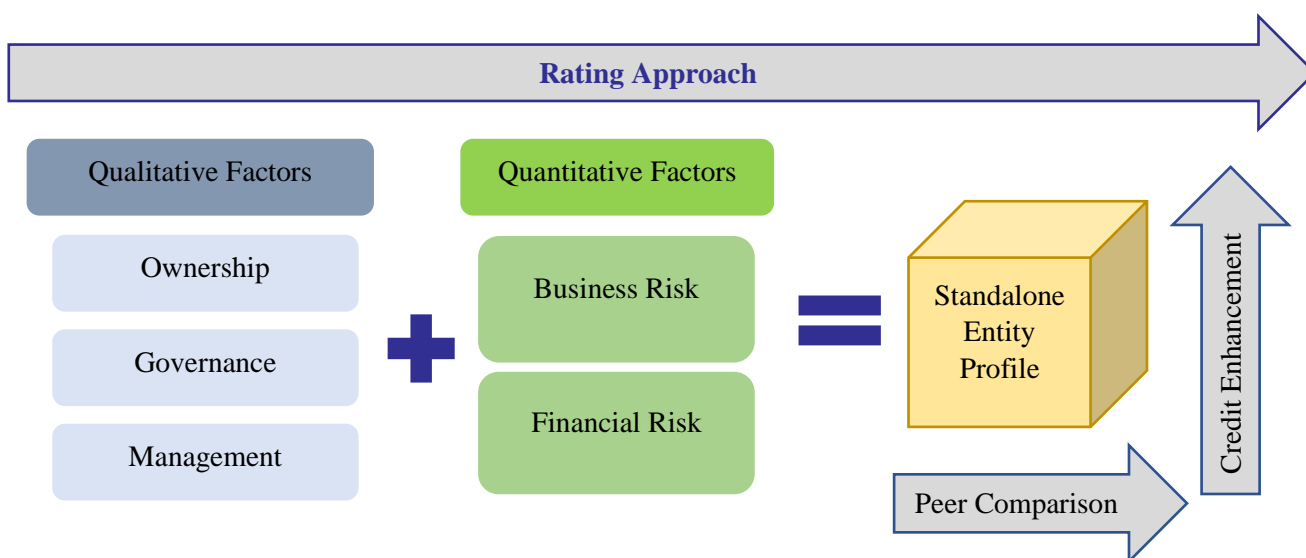 Rating Approach
Qualitative Factors
Ownership
Governance
Management
Quantitative Factors
Business Risk
Financial Risk
Standalone
Entity
Profile
Peer Comparison
Credit Enhancement